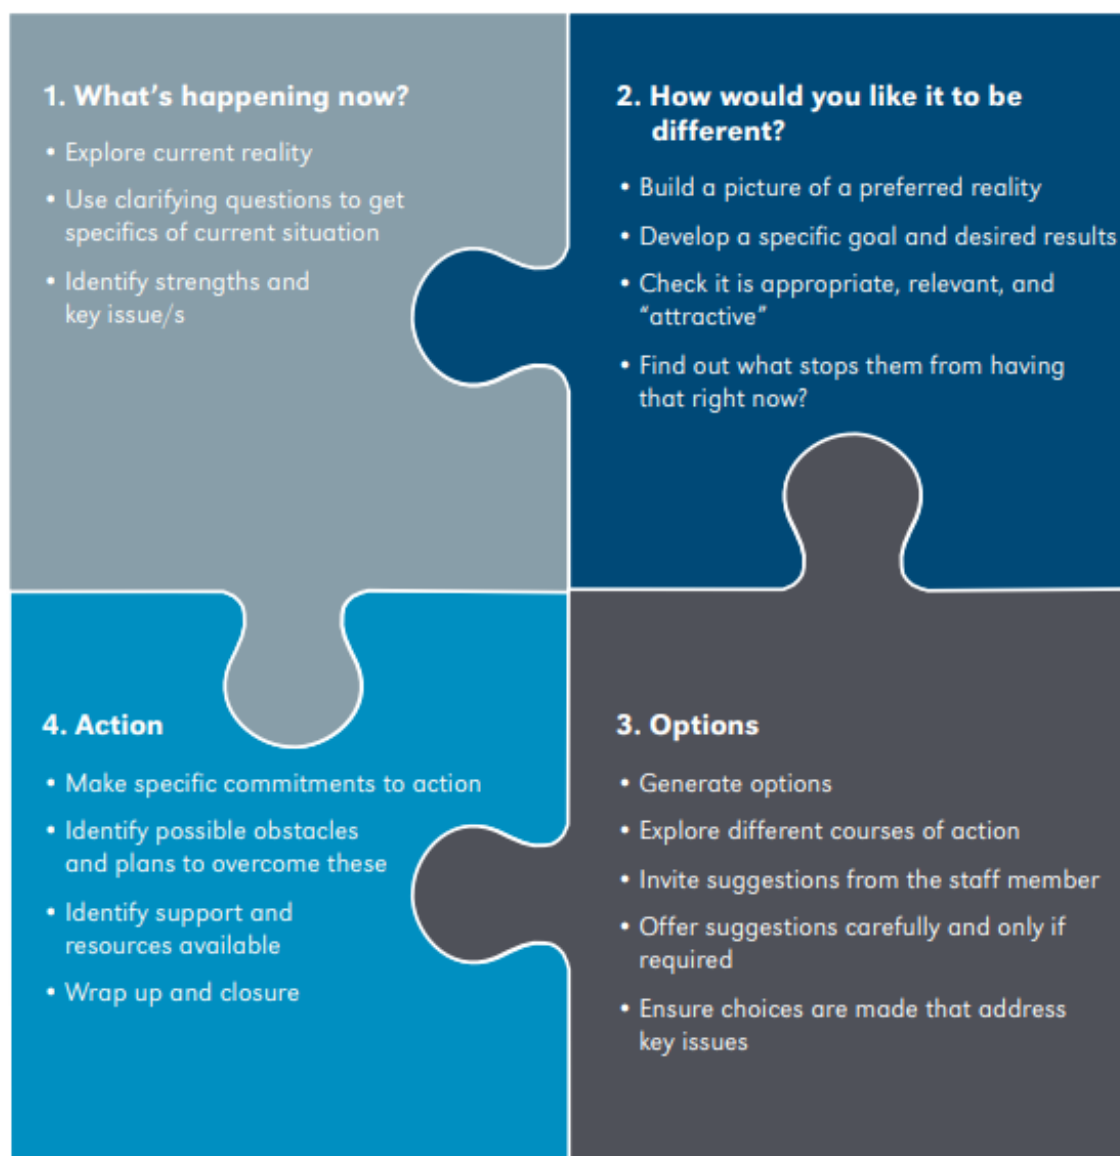 1. What's happening now?
• Explore current reality
• Use clarifying questions to get
specifics of current situation
• Identify strengths and
key issue/s
2. How would you like it to be
different?
• Build a picture of a preferred reality
• Develop a specific goal and desired results
• Check it is appropriate, relevant, and
“attractive”
• Find out what stops them from having
that right now?
3. Options
• Generate options
• Explore different courses of action
• Invite suggestions from the staff member
• Offer suggestions carefully and only if
required
• Ensure choices are made that address
key issues
4. Action
• Make specific commitments to action
• Identify possible obstacles
and plans to overcome these
• Identify support and
resources available
• Wrap up and closure